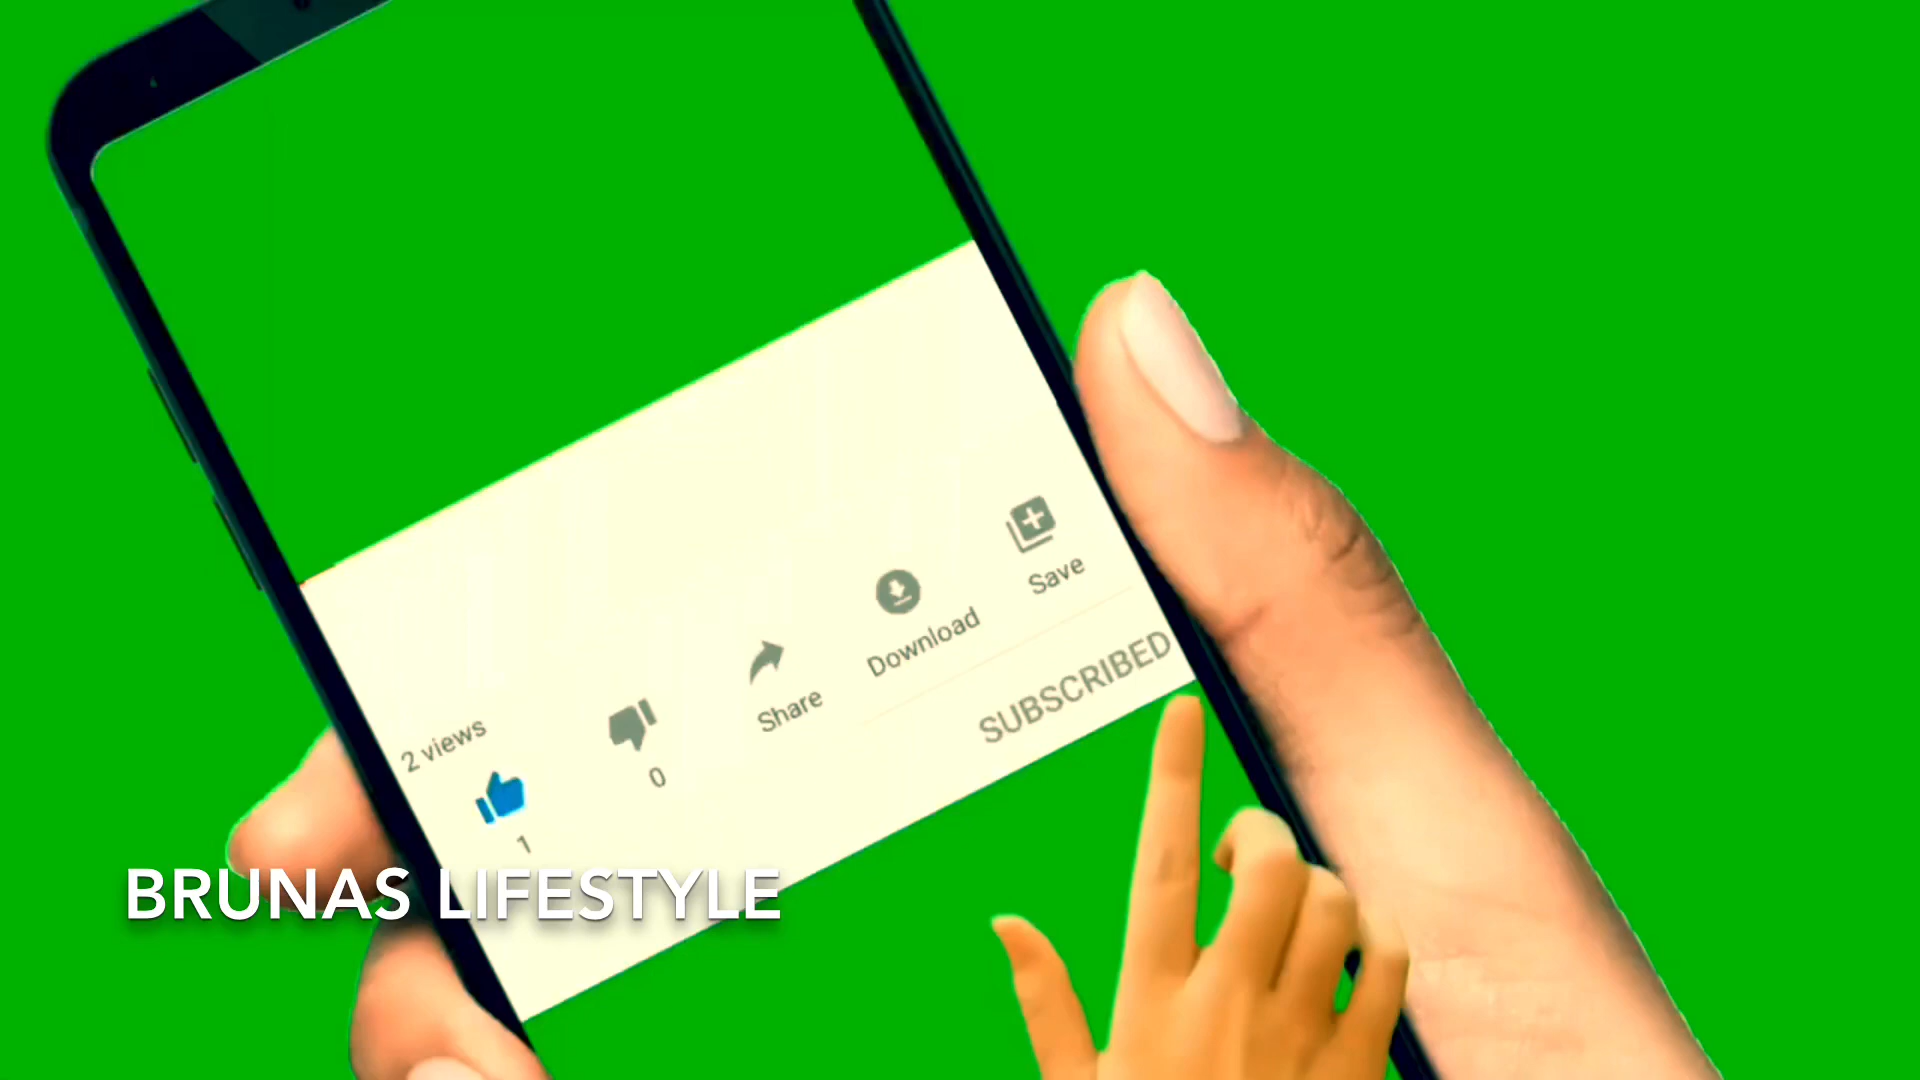 2 views
1
0
Share
Download
Save
SUBSCRIBED
BRUNAS LIFESTYLE